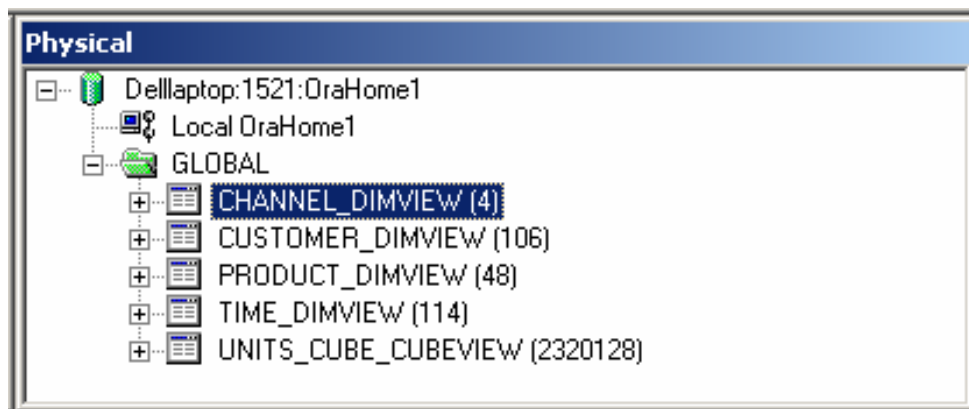 Physical
Delllaptop:1521:OraHome1
Local OraHome1
GLOBAL
CHANNEL_DIMVIEW (4)
CUSTOMER_DIMVIEW (106)
PRODUCT_DIMVIEW (48)
TIME_DIMVIEW (114)
UNITS_CUBE_CUBEVIEW (2320128)